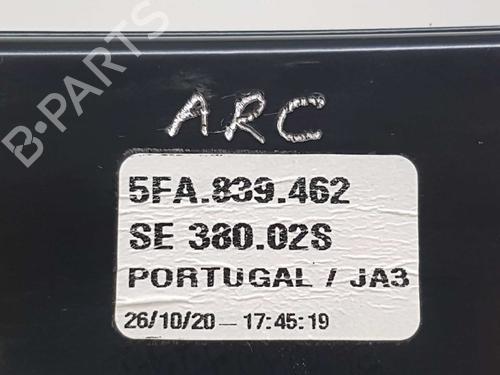 B-PARTS
ARC
5FA.839.462
SE 380.02S
PORTUGAL / JA3
26/10/20 - 17:45:19